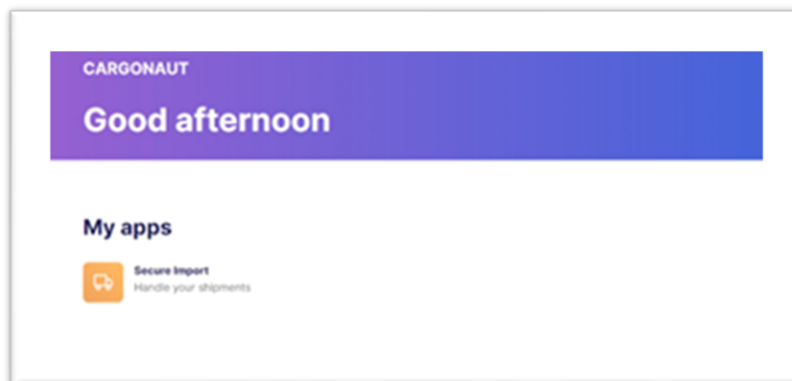 CARGONAUT
Good afternoon
My apps
Secure Import
Handle your shipments